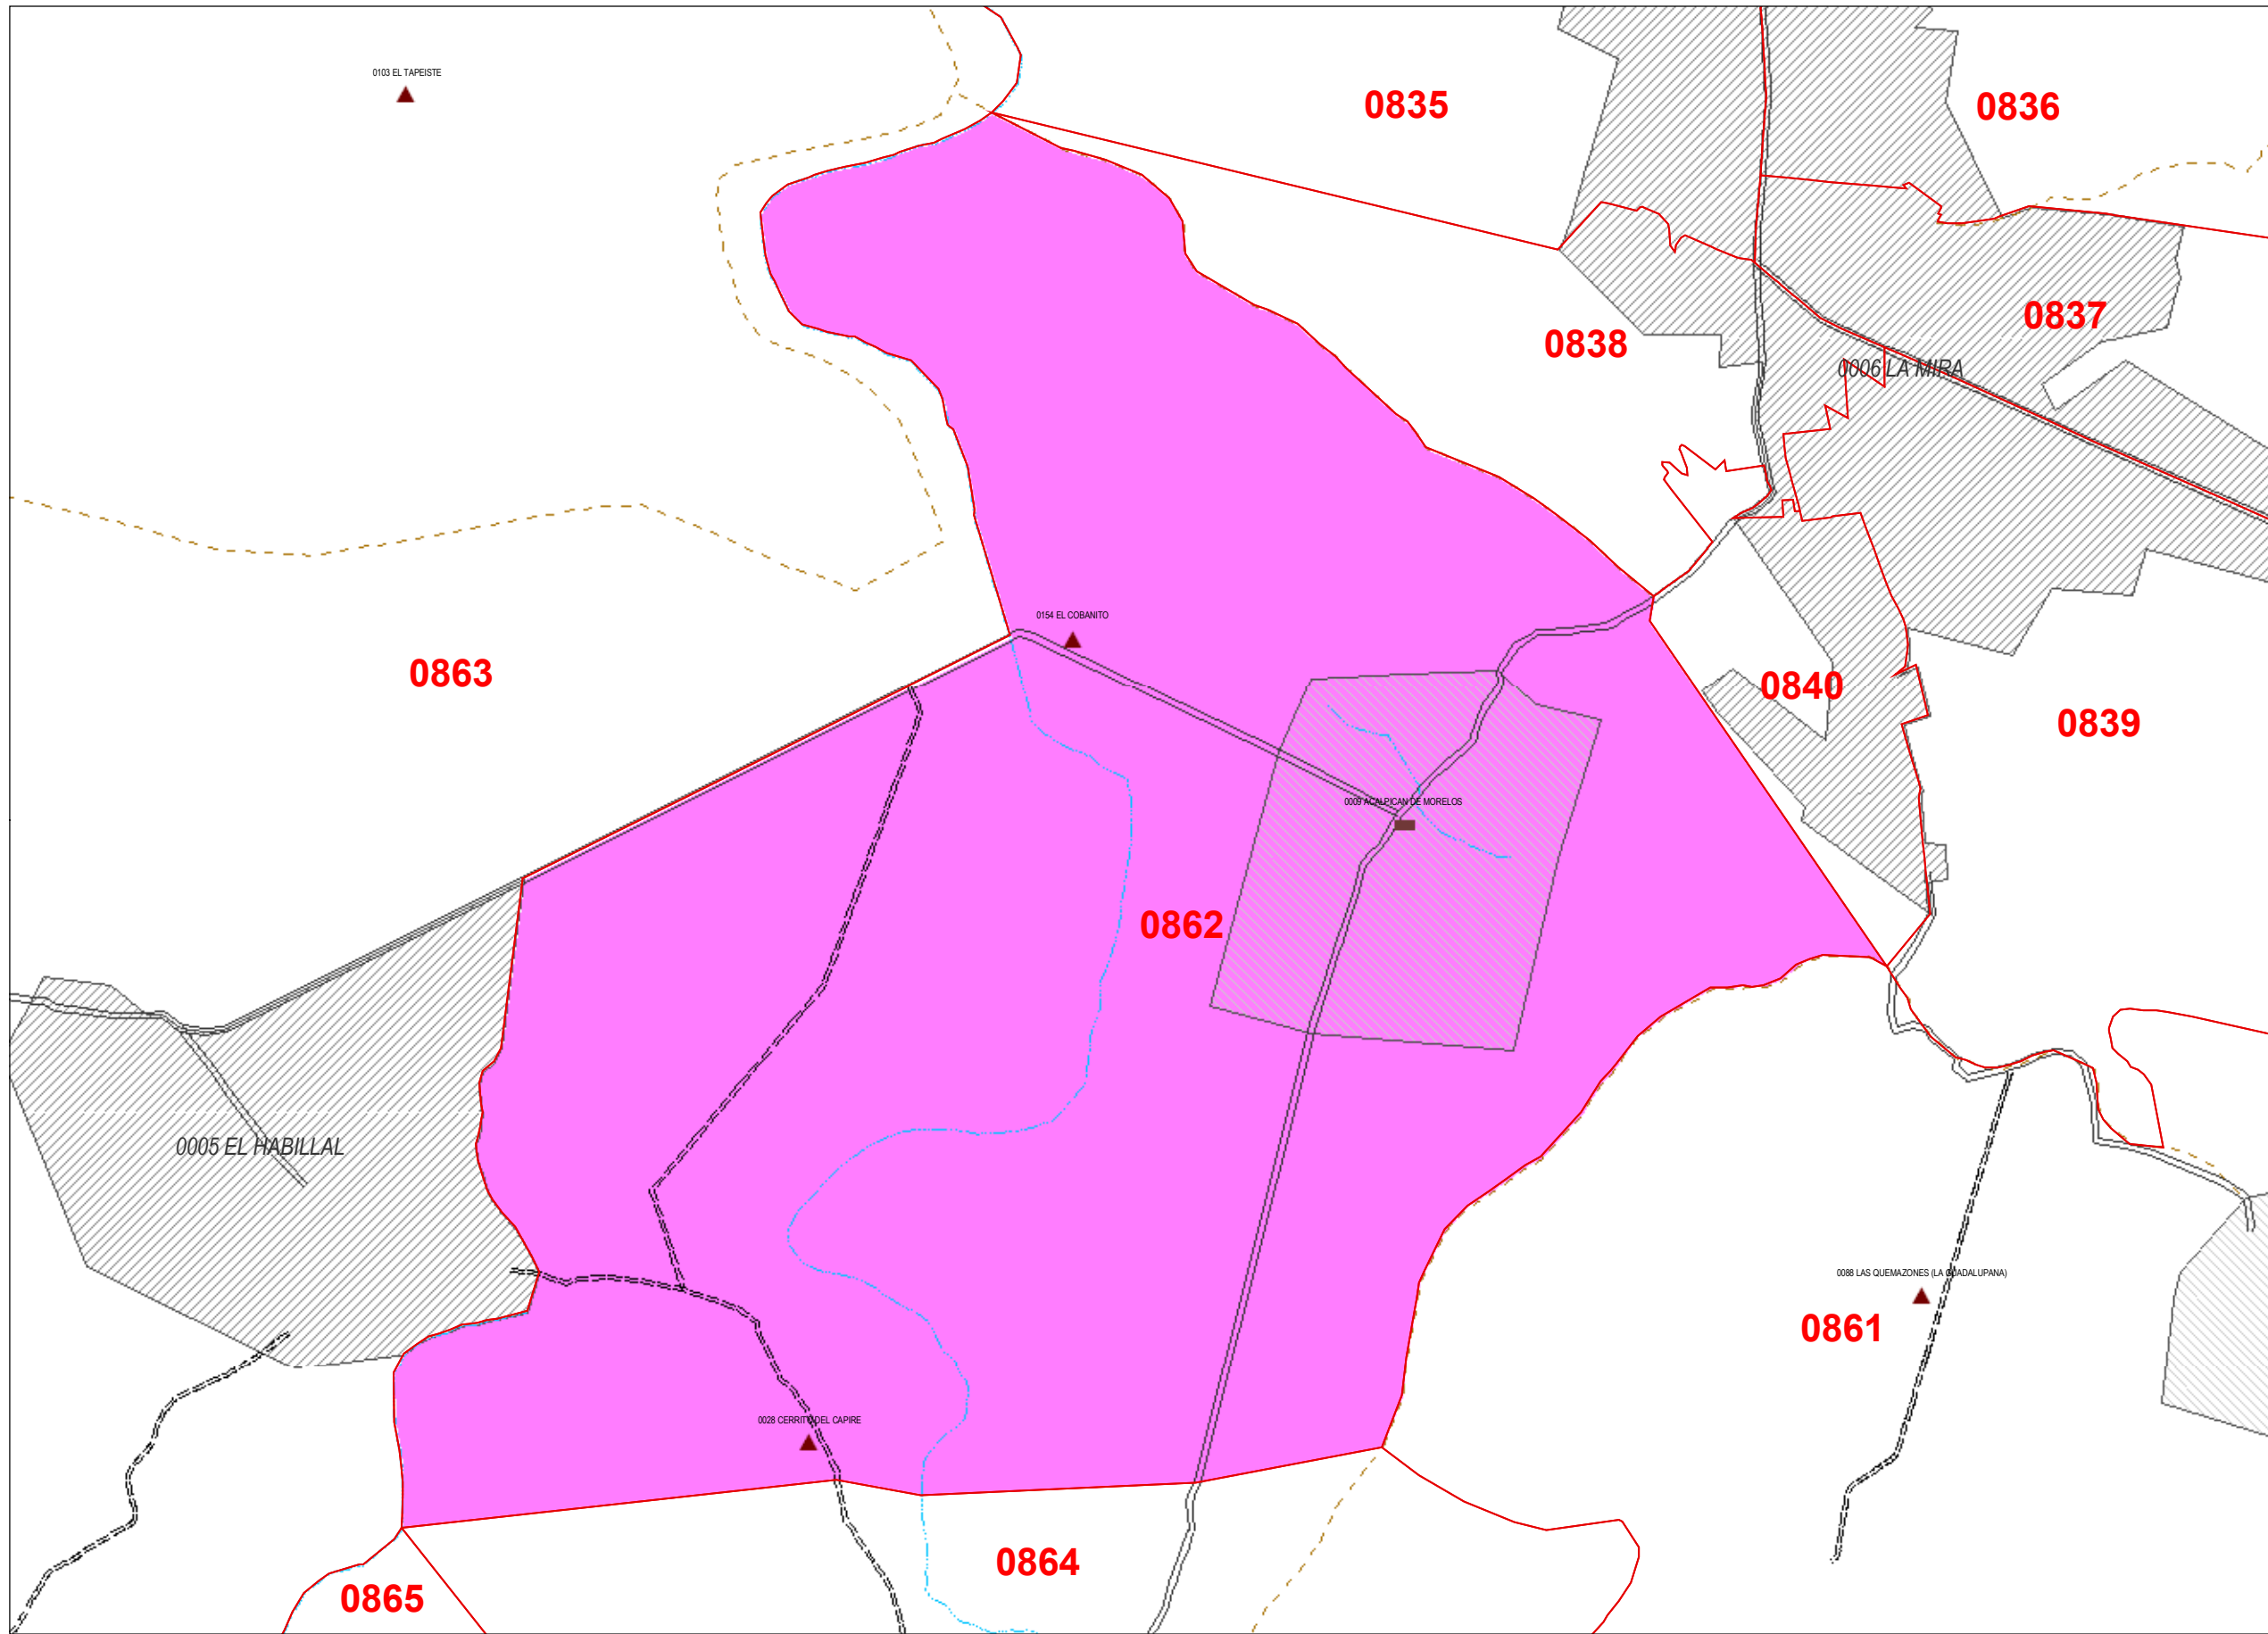 0103 EL TAPEISTE
0835
0836
0837
0838
0006 LA MIRA
0154 EL COBANITO
0863
0840
0839
0009 ACALPICAN DE MORELOS
0862
0005 EL HABILLAL
0088 LAS QUEMAZONES (LA GUADALUPANA)
0861
0028 CERRITO DEL CAPIRE
0864
0865